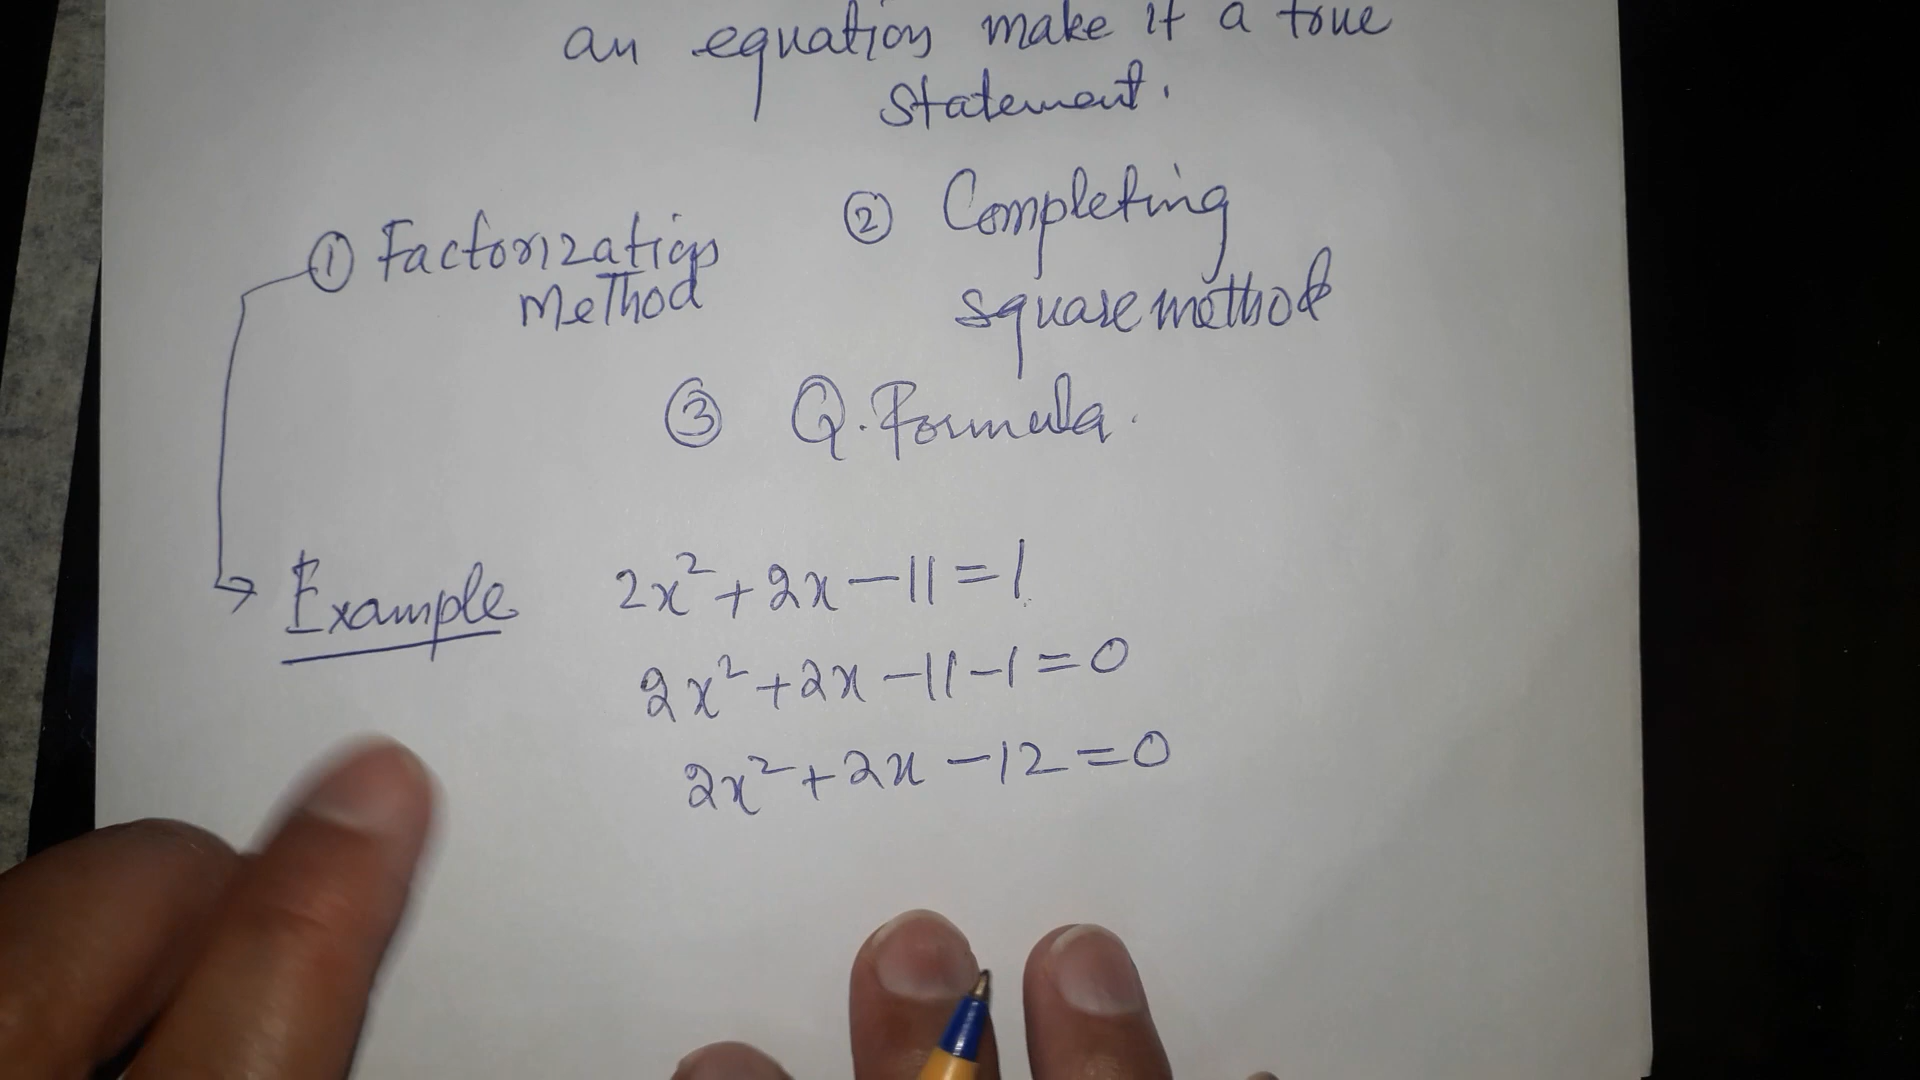 an equation make it a true
statement.
① Factorization
Method
② Completing
square method
③ Q. Formula.
Example
2x² + 2x - 11 = 1
2x² + 2x - 11 - 1 = 0
2x² + 2x - 12 = 0